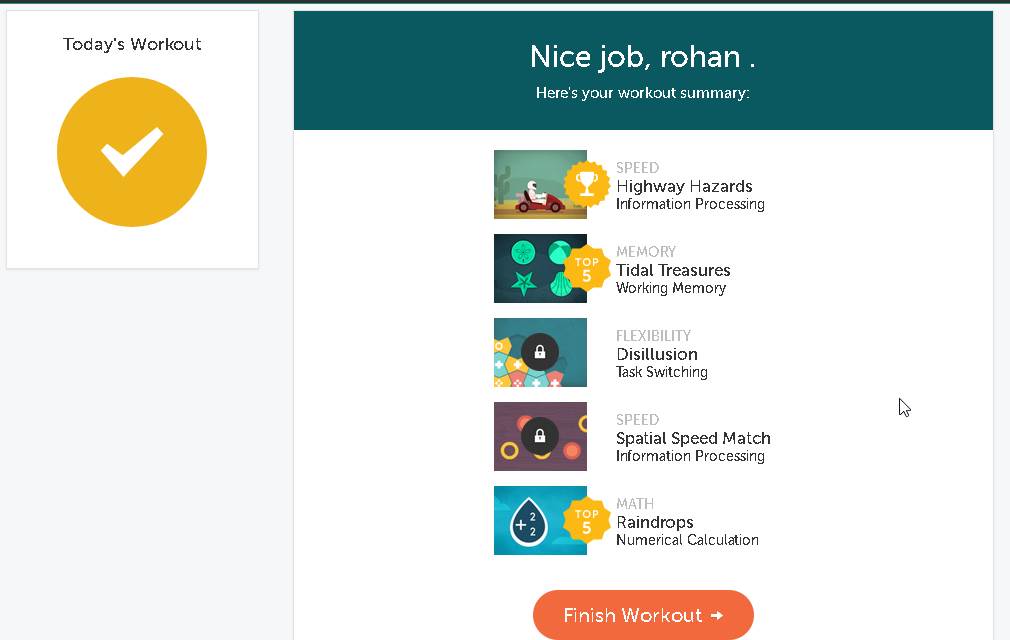 Today's Workout
Nice job, rohan .
Here's your workout summary:
SPEED
Highway Hazards
Information Processing
MEMORY
TOP
5
Tidal Treasures
Working Memory
FLEXIBILITY
Disillusion
Task Switching
SPEED
Spatial Speed Match
Information Processing
MATH
+2
2
TOP
5
Raindrops
Numerical Calculation
Finish Workout →